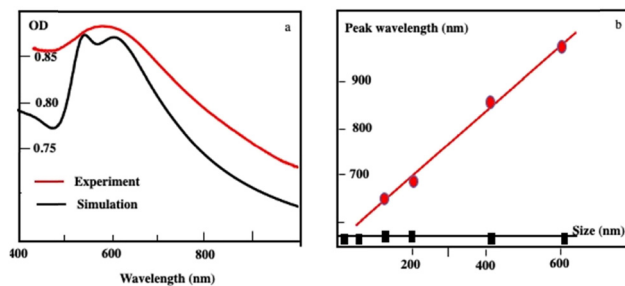 OD
a
0.85
0.80
0.75
Experiment
Simulation
400
600
800
Wavelength (nm)
Peak wavelength (nm)
b
900
800
700
Size (nm)
200
400
600